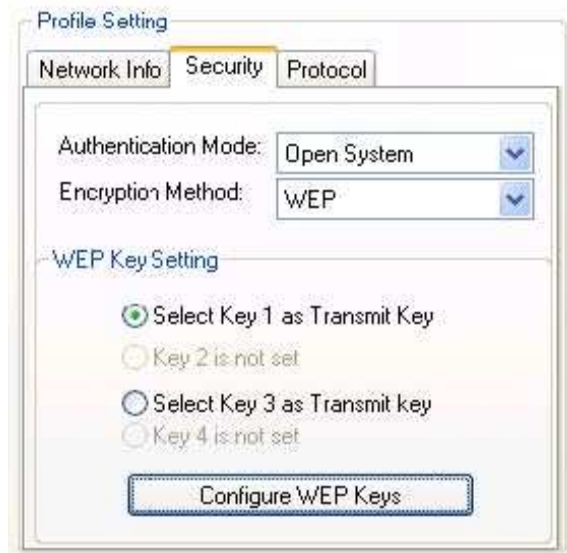 Profile Setting
Network Info Security Protocol
Authentication Mode: Open System
Encryption Method: WEP
WEP Key Setting
Select Key 1 as Transmit Key
Key 2 is not set
Select Key 3 as Transmit key
Key 4 is not set
Configure WEP Keys